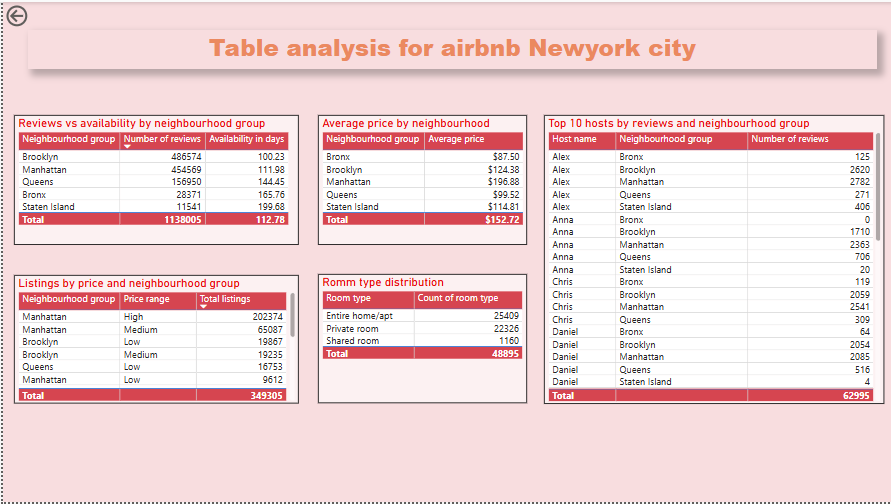 Table analysis for airbnb Newyork city
Reviews vs availability by neighbourhood group
Neighbourhood group Number of reviews Availability in days
Brooklyn 486574 100.23
Manhattan 454569 111.98
Queens 156950 144.45
Bronx 28371 165.76
Staten Island 11541 199.68
Total 1138005 112.78
Average price by neighbourhood
Neighbourhood group Average price
Bronx $87.50
Brooklyn $124.38
Manhattan $196.88
Queens $99.52
Staten Island $114.81
Total $152.72
Top 10 hosts by reviews and neighbourhood group
Host name Neighbourhood group Number of reviews
Alex Bronx 125
Alex Brooklyn 2620
Alex Manhattan 2782
Alex Queens 271
Alex Staten Island 406
Anna Bronx 0
Anna Brooklyn 1710
Anna Manhattan 2363
Anna Queens 706
Anna Staten Island 20
Chris Bronx 119
Chris Brooklyn 2059
Chris Manhattan 2541
Chris Queens 309
Daniel Bronx 64
Daniel Brooklyn 2054
Daniel Manhattan 2085
Daniel Queens 516
Daniel Staten Island 4
Total 62995
Listings by price and neighbourhood group
Neighbourhood group Price range Total listings
Manhattan High 202374
Manhattan Medium 65087
Brooklyn Low 19867
Brooklyn Medium 19235
Queens Low 16753
Manhattan Low 9612
Total 349305
Romm type distribution
Room type Count of room type
Entire home/apt 25409
Private room 22326
Shared room 1160
Total 48895